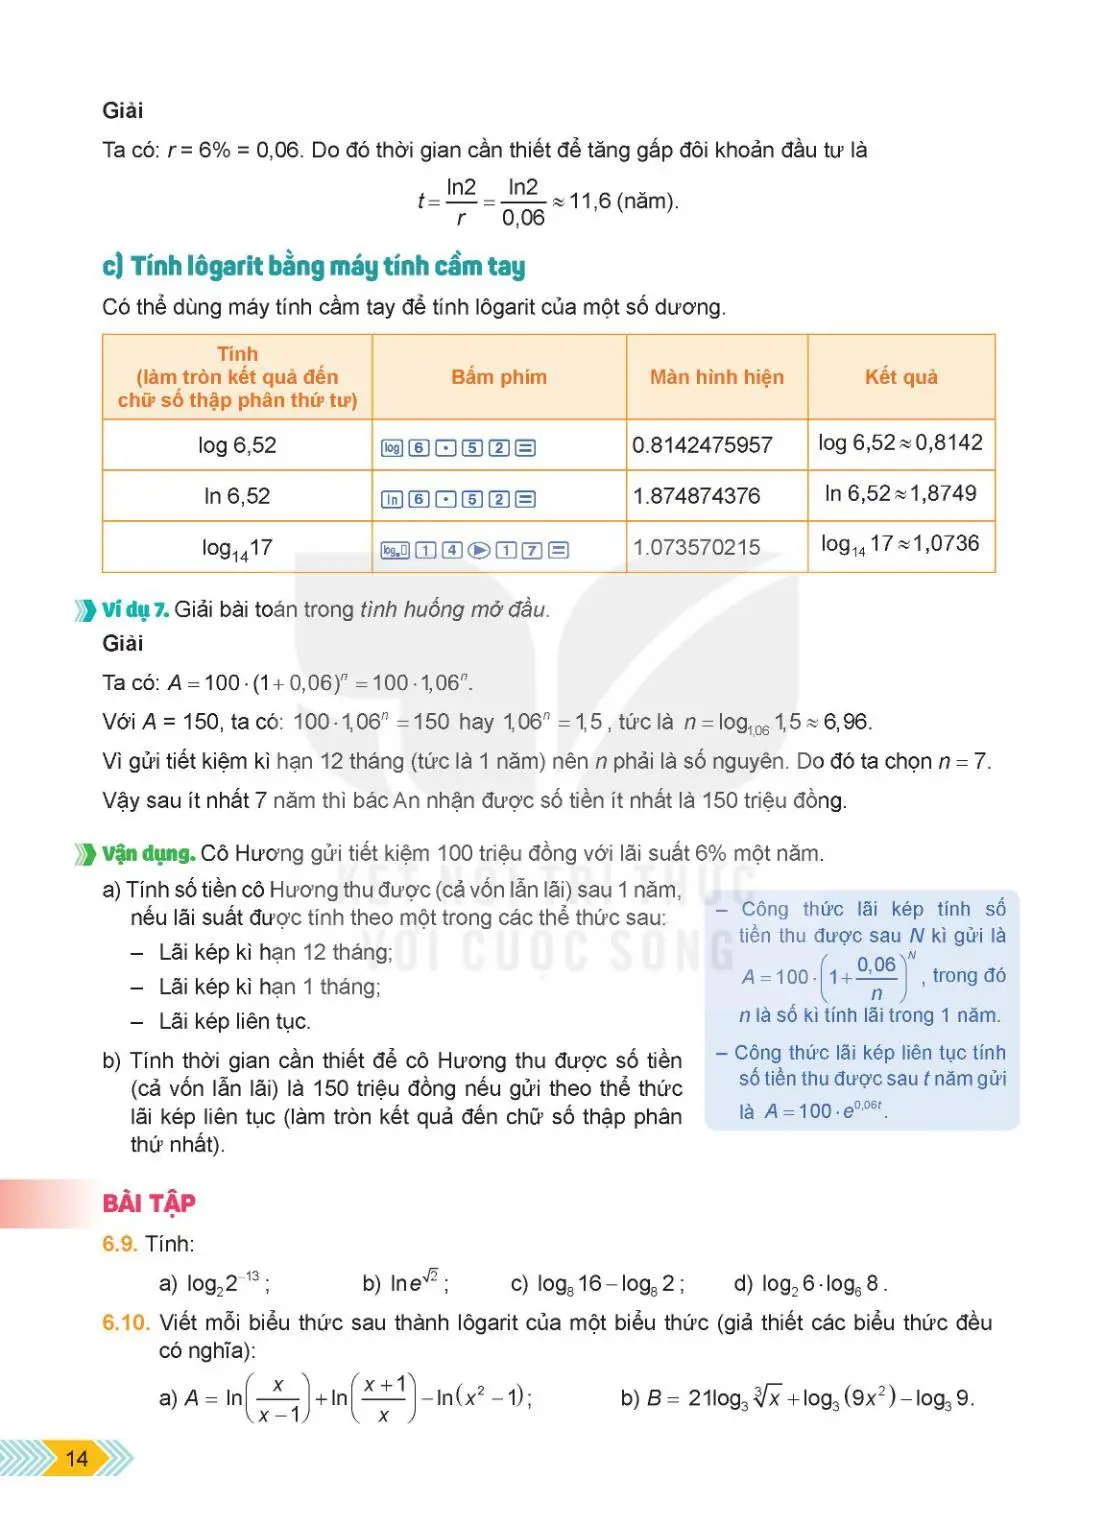 Giải
Ta có: r = 6% = 0,06. Do đó thời gian cần thiết để tăng gấp đôi khoản đầu tư là
t = ln2/r = ln2/0,06 ≈ 11,6 (năm).
c) Tính lôgarit bằng máy tính cầm tay
Có thể dùng máy tính cầm tay để tính lôgarit của một số dương.
Tính (làm tròn kết quả đến chữ số thập phân thứ tư) Bấm phím Màn hình hiện Kết quả
log 6,52 log 6 . 5 2 = 0.8142475957 log 6,52 ≈ 0,8142
ln 6,52 ln 6 . 5 2 = 1.874874376 ln 6,52 ≈ 1,8749
log₁₄17 log▪▯ 1 4 ▶ 1 7 = 1.073570215 log₁₄ 17 ≈ 1,0736
Ví dụ 7. Giải bài toán trong tình huống mở đầu.
Giải
Ta có: A = 100 · (1 + 0,06)ⁿ = 100 · 1,06ⁿ.
Với A = 150, ta có: 100 · 1,06ⁿ = 150 hay 1,06ⁿ = 1,5, tức là n = log₁,₀₆ 1,5 ≈ 6,96.
Vì gửi tiết kiệm kì hạn 12 tháng (tức là 1 năm) nên n phải là số nguyên. Do đó ta chọn n = 7.
Vậy sau ít nhất 7 năm thì bác An nhận được số tiền ít nhất là 150 triệu đồng.
Vận dụng. Cô Hương gửi tiết kiệm 100 triệu đồng với lãi suất 6% một năm.
a) Tính số tiền cô Hương thu được (cả vốn lẫn lãi) sau 1 năm,
nếu lãi suất được tính theo một trong các thể thức sau:
– Lãi kép kì hạn 12 tháng;
– Lãi kép kì hạn 1 tháng;
– Lãi kép liên tục.
b) Tính thời gian cần thiết để cô Hương thu được số tiền
(cả vốn lẫn lãi) là 150 triệu đồng nếu gửi theo thể thức
lãi kép liên tục (làm tròn kết quả đến chữ số thập phân
thứ nhất).
– Công thức lãi kép tính số
tiền thu được sau N kì gửi là
A = 100 · (1 + 0,06/n)^N, trong đó
n là số kì tính lãi trong 1 năm.
– Công thức lãi kép liên tục tính
số tiền thu được sau t năm gửi
là A = 100 · e^0,06t.
KẾT NỐI TRI THỨC
VỚI CUỘC SỐNG
BÀI TẬP
6.9. Tính:
a) log₂2⁻¹³; b) lne^√2; c) log₈ 16 – log₈ 2; d) log₂ 6 · log₆ 8.
6.10. Viết mỗi biểu thức sau thành lôgarit của một biểu thức (giả thiết các biểu thức đều
có nghĩa):
a) A = ln(x/(x – 1)) + ln((x + 1)/x) – ln(x² – 1); b) B = 21log₃ ∛x + log₃ (9x²) – log₃ 9.
14